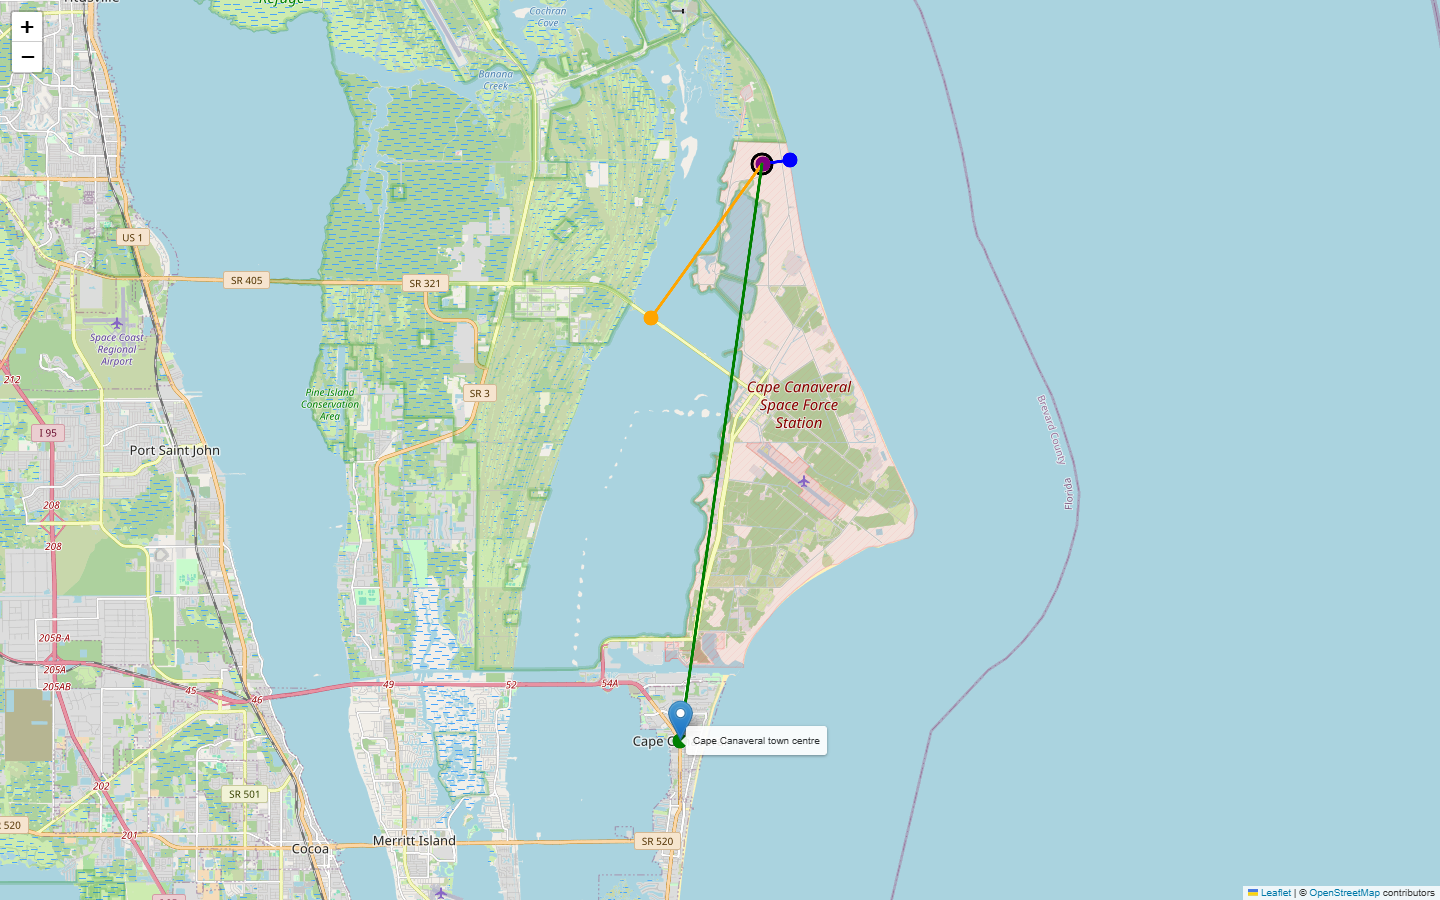 Refuge
Cochran
Cove
+
−
Banana
Creek
US 1
SR 405
SR 321
Space Coast
Regional
Airport
212
Pine Island
Conservation
Area
SR 3
Cape Canaveral
Space Force
Station
I 95
Port Saint John
Brevard County
Florida
208
208
205B-A
205A
205AB
45
46
49
52
54A
Cape C
Cape Canaveral town centre
202
SR 501
520
201
Cocoa
Merritt Island
SR 520
Leaflet | © OpenStreetMap contributors